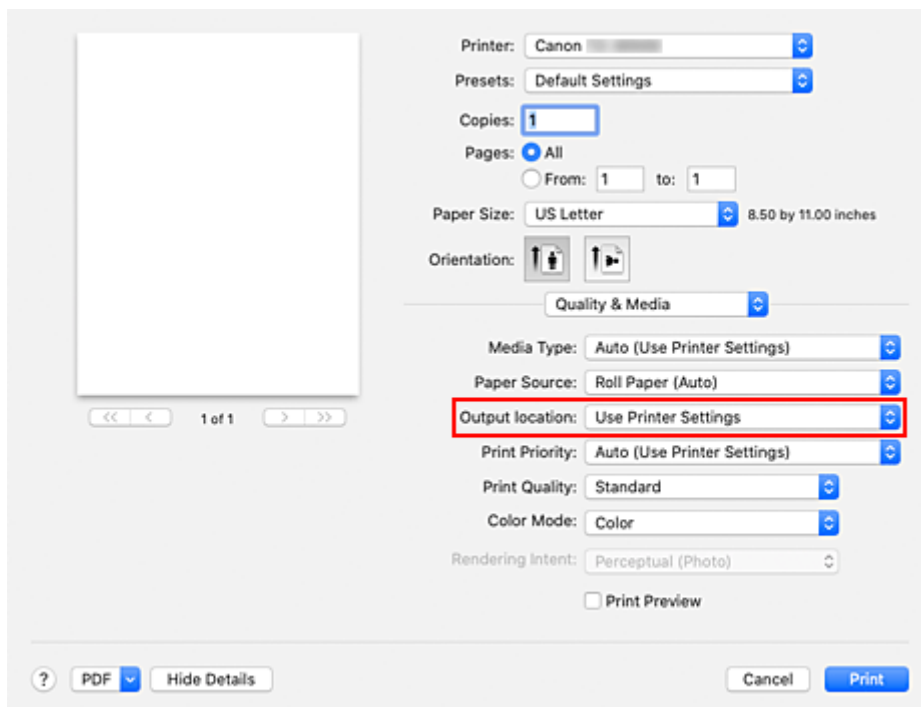 Printer: Canon
Presets: Default Settings
Copies: 1
Pages: All
From: 1 to: 1
Paper Size: US Letter 8.50 by 11.00 inches
Orientation:
Quality & Media
Media Type: Auto (Use Printer Settings)
Paper Source: Roll Paper (Auto)
<< < 1 of 1 > >>
Output location: Use Printer Settings
Print Priority: Auto (Use Printer Settings)
Print Quality: Standard
Color Mode: Color
Rendering Intent: Perceptual (Photo)
Print Preview
? PDF Hide Details Cancel Print